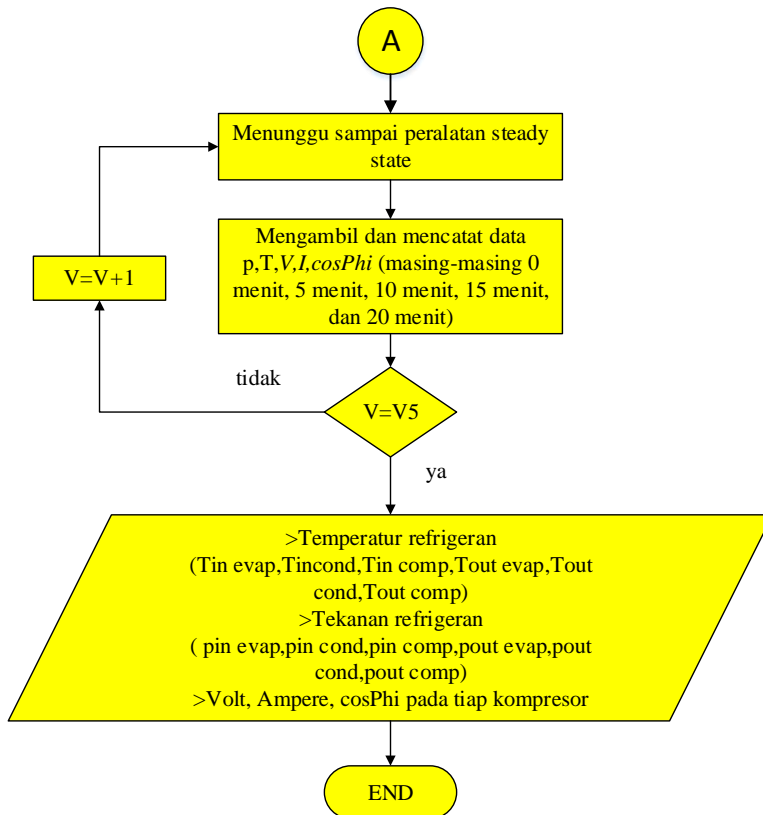 A
Menunggu sampai peralatan steady
state
Mengambil dan mencatat data
p,T,V,I,cosPhi (masing-masing 0
menit, 5 menit, 10 menit, 15 menit,
dan 20 menit)
V=V+1
tidak
V=V5
ya
>Temperatur refrigeran
(Tin evap,Tincond,Tin comp,Tout evap,Tout
cond,Tout comp)
>Tekanan refrigeran
( pin evap,pin cond,pin comp,pout evap,pout
cond,pout comp)
>Volt, Ampere, cosPhi pada tiap kompresor
END